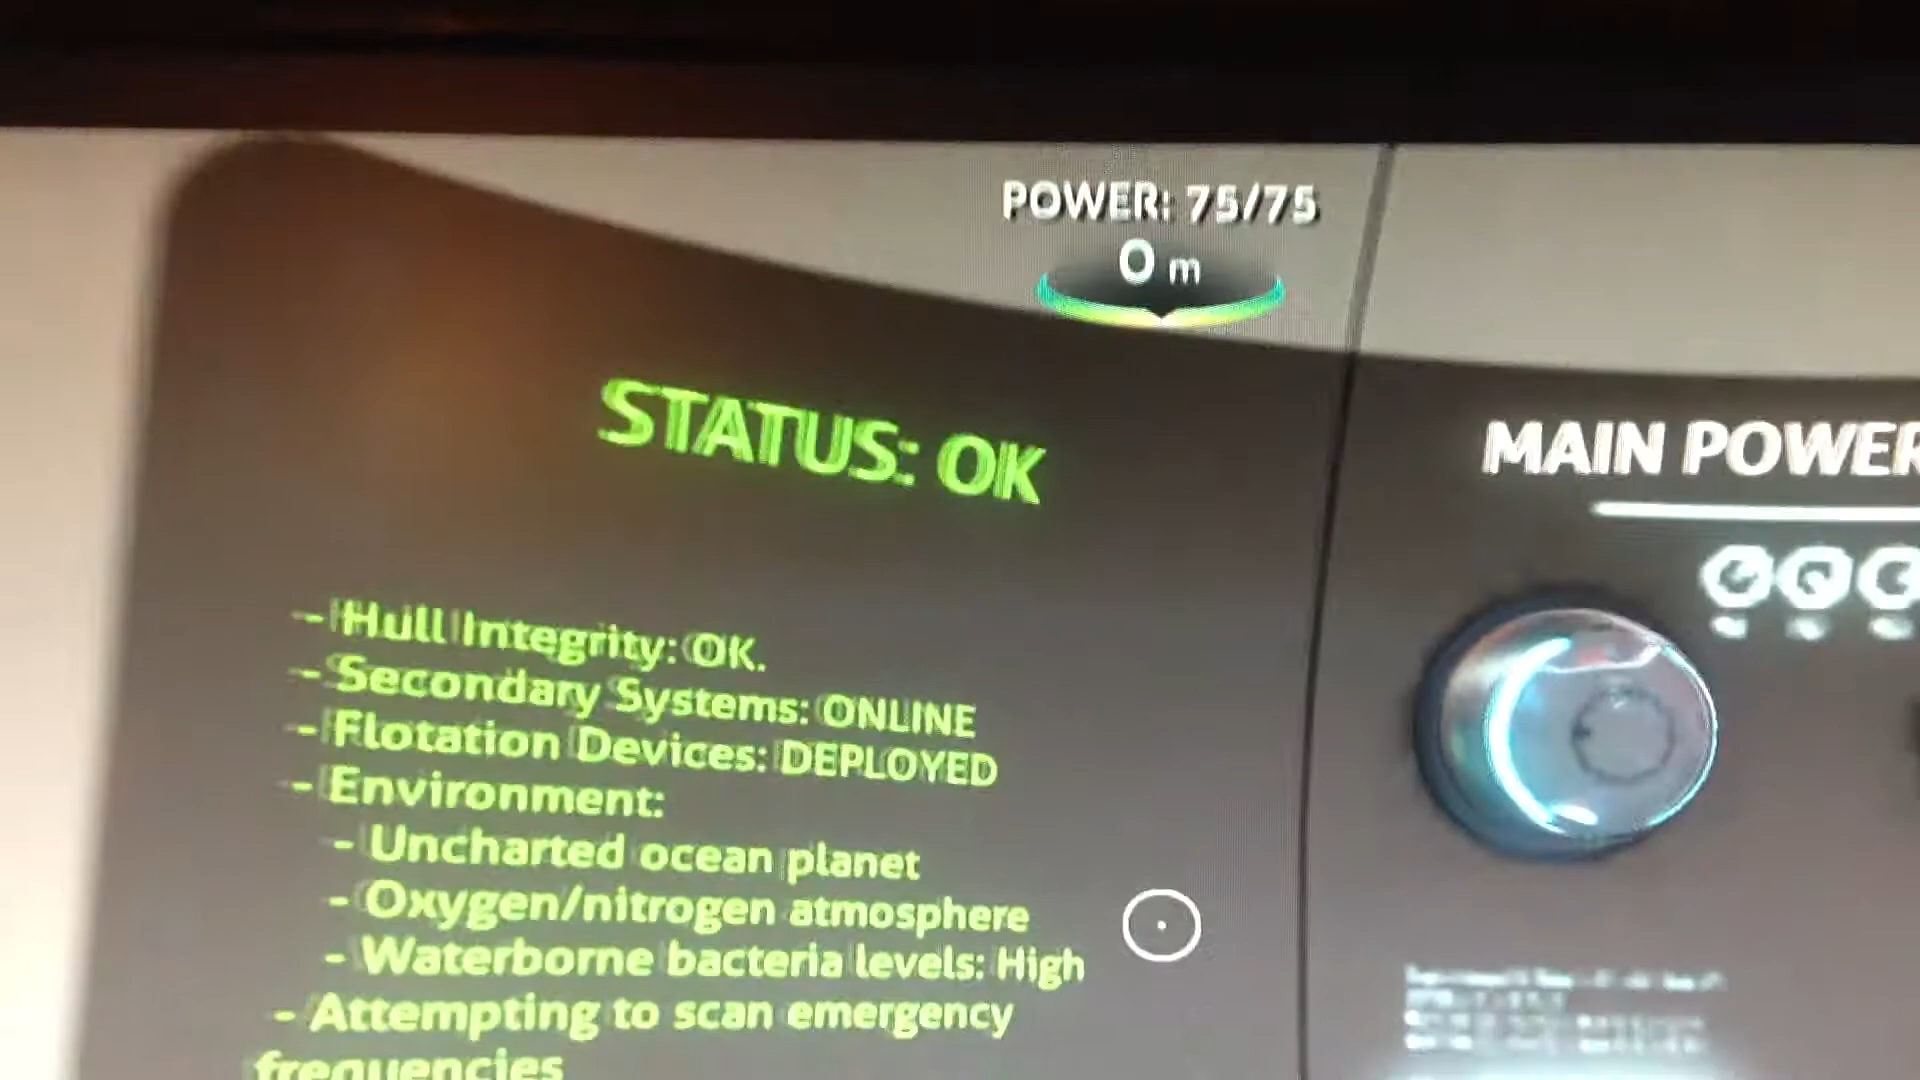 POWER: 75/75
0 m
STATUS: OK
MAIN POWER
- Hull Integrity: OK.
- Secondary Systems: ONLINE
- Flotation Devices: DEPLOYED
- Environment:
- Uncharted ocean planet
- Oxygen/nitrogen atmosphere
- Waterborne bacteria levels: High
- Attempting to scan emergency
frequencies